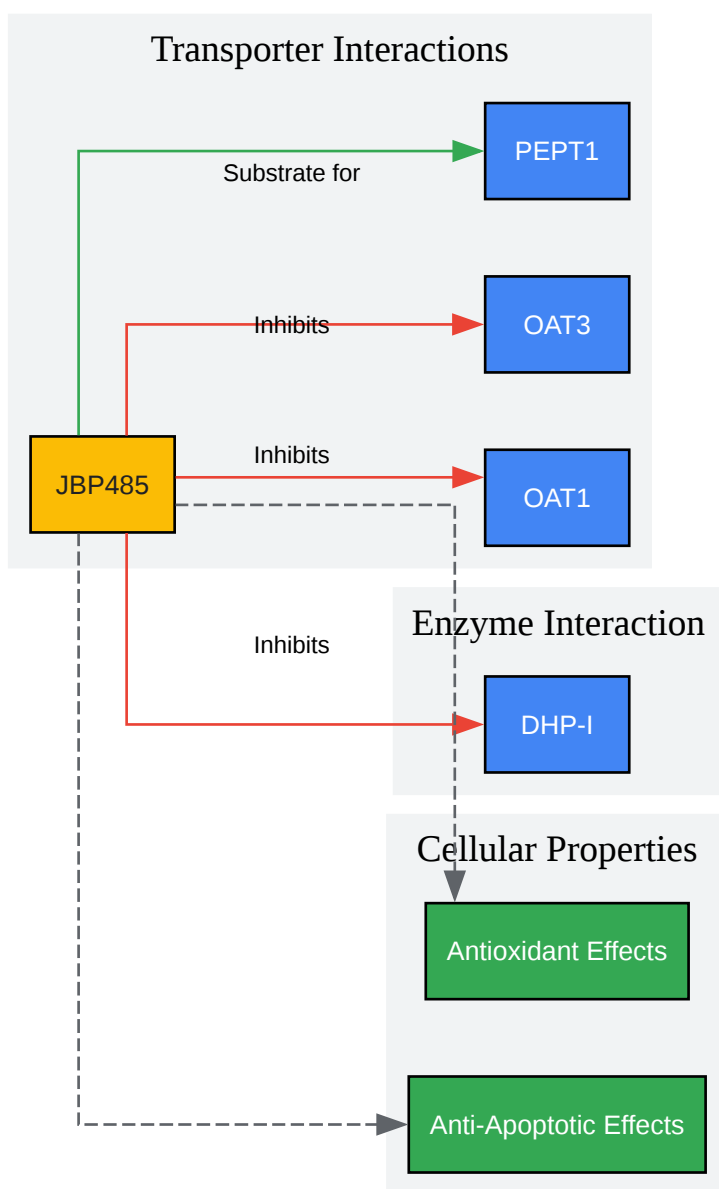 Transporter Interactions
PEPT1
Substrate for
Inhibits
OAT3
Inhibits
JBP485
OAT1
Enzyme Interaction
Inhibits
DHP-I
Cellular Properties
Antioxidant Effects
Anti-Apoptotic Effects